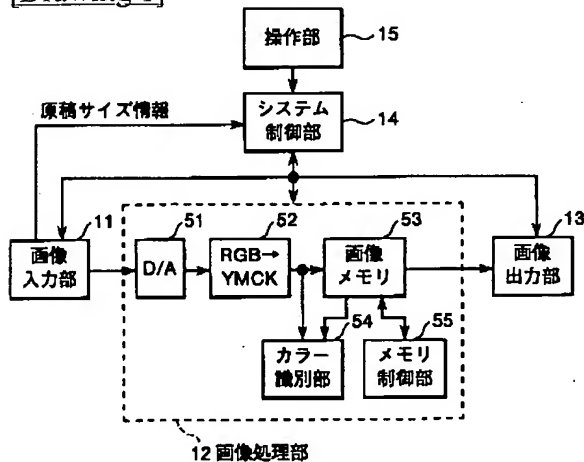 [Drawing 1]
操作部
15
原稿サイズ情報
システム
制御部
14
11
51
52
53
13
画像
入力部
D/A
RGB→
YMCK
画像
メモリ
画像
出力部
54
55
カラー
識別部
メモリ
制御部
12 画像処理部